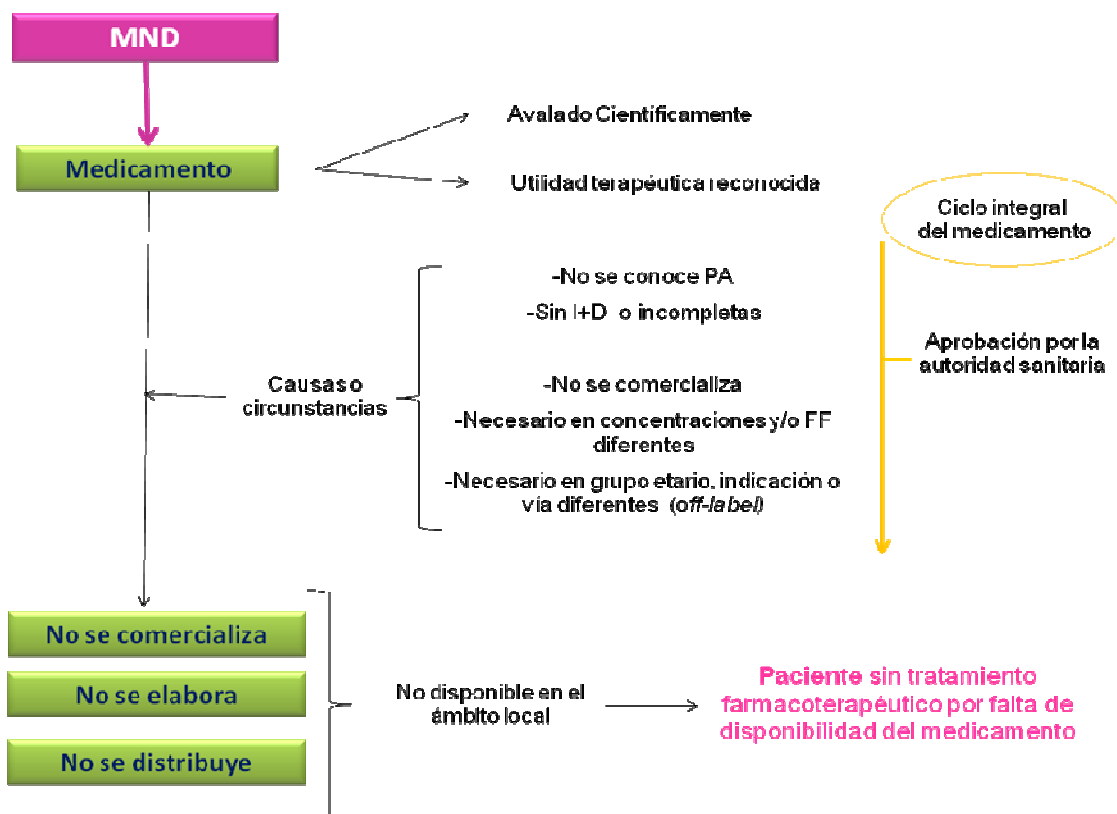 MND
Medicamento
Avalado Científicamente
Utilidad terapéutica reconocida
Ciclo integral
del medicamento
Aprobación por la
autoridad sanitaria
Causas o
circunstancias
-No se conoce PA
-Sin I+D o incompletas
-No se comercializa
-Necesario en concentraciones y/o FF
diferentes
-Necesario en grupo etario, indicación o
vía diferentes (off-label)
No se comercializa
No se elabora
No se distribuye
No disponible en el
ámbito local
Paciente sin tratamiento
farmacoterapéutico por falta de
disponibilidad del medicamento